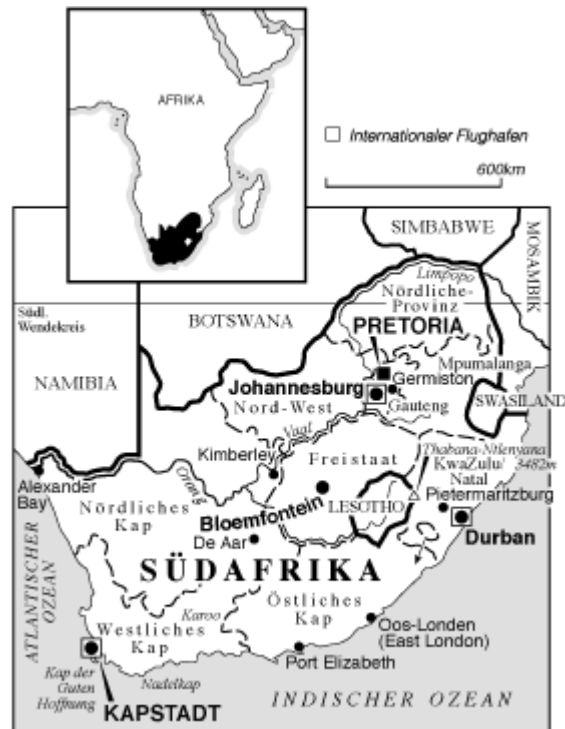 AFRIKA
Internationaler Flughafen
600km
SIMBABWE
MOSAMBIK
Limpopo
Nördliche-
Provinz
Südl.
Wendekreis
BOTSWANA
PRETORIA
NAMIBIA
Mpumalanga
Johannesburg
Germiston
SWASILAND
Nord-West
Gauteng
Vaal
Thabana-Ntlenyana
3482m
Kimberley
Freistaat
KwaZulu/
Natal
Alexander
Bay
Orang
Nördliches
Kap
Pietermaritzburg
LESOTHO
Bloemfontein
De Aar
Durban
ATLANTISCHER
OZEAN
SÜDAFRIKA
Östliches
Kap
Karoo
Westliches
Kap
Oos-Londen
(East London)
Port Elizabeth
Kap der
Guten
Hoffnung
Nadelkap
KAPSTADT
INDISCHER OZEAN